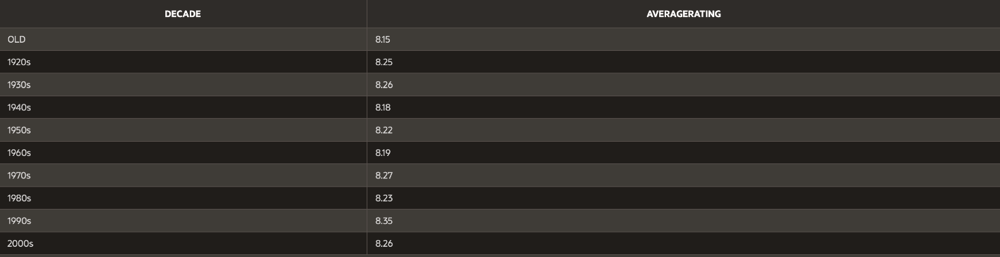 DECADE AVERAGERATING
OLD 8.15
1920s 8.25
1930s 8.26
1940s 8.18
1950s 8.22
1960s 8.19
1970s 8.27
1980s 8.23
1990s 8.35
2000s 8.26